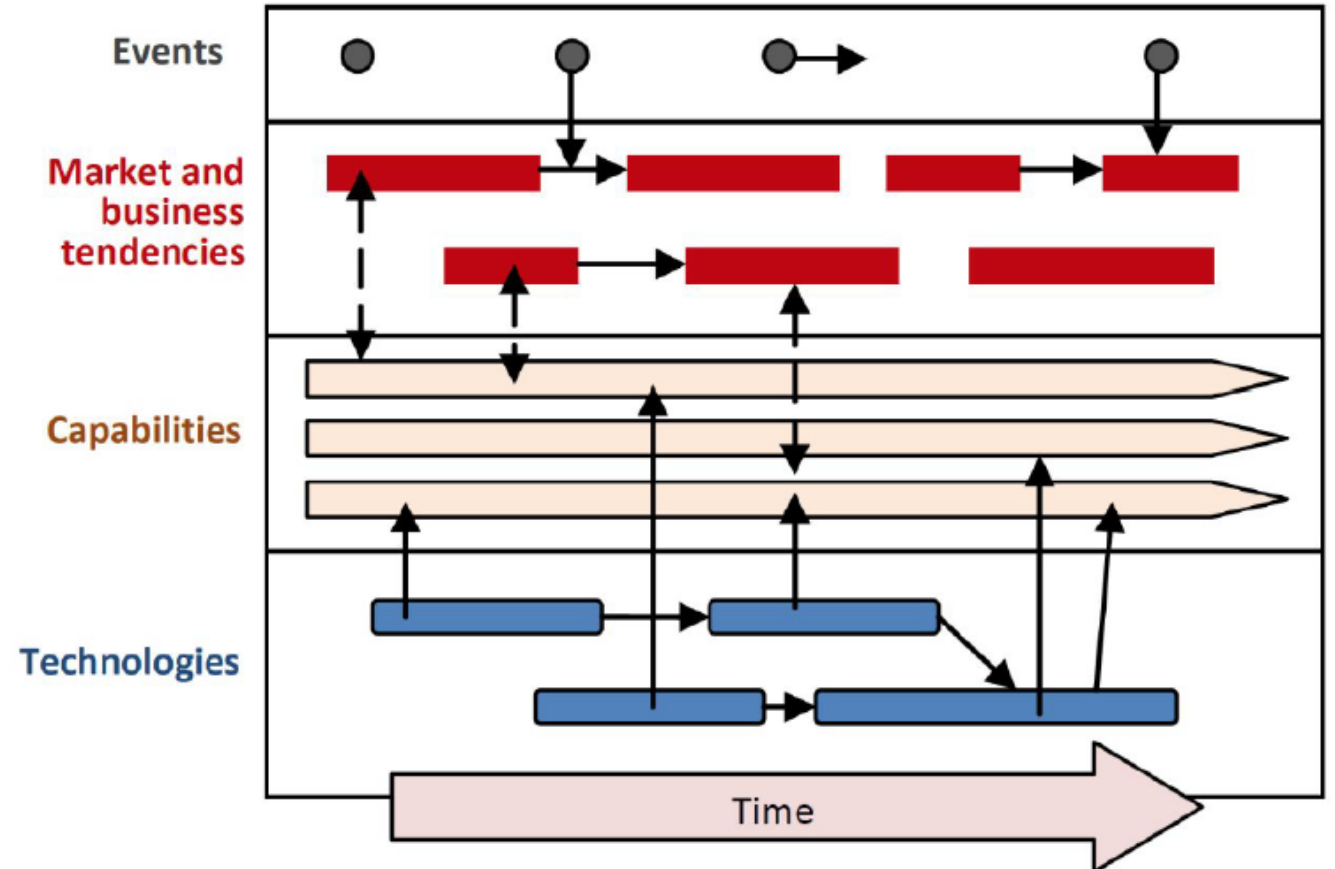 Events
Market and
business
tendencies
Capabilities
Technologies
Time